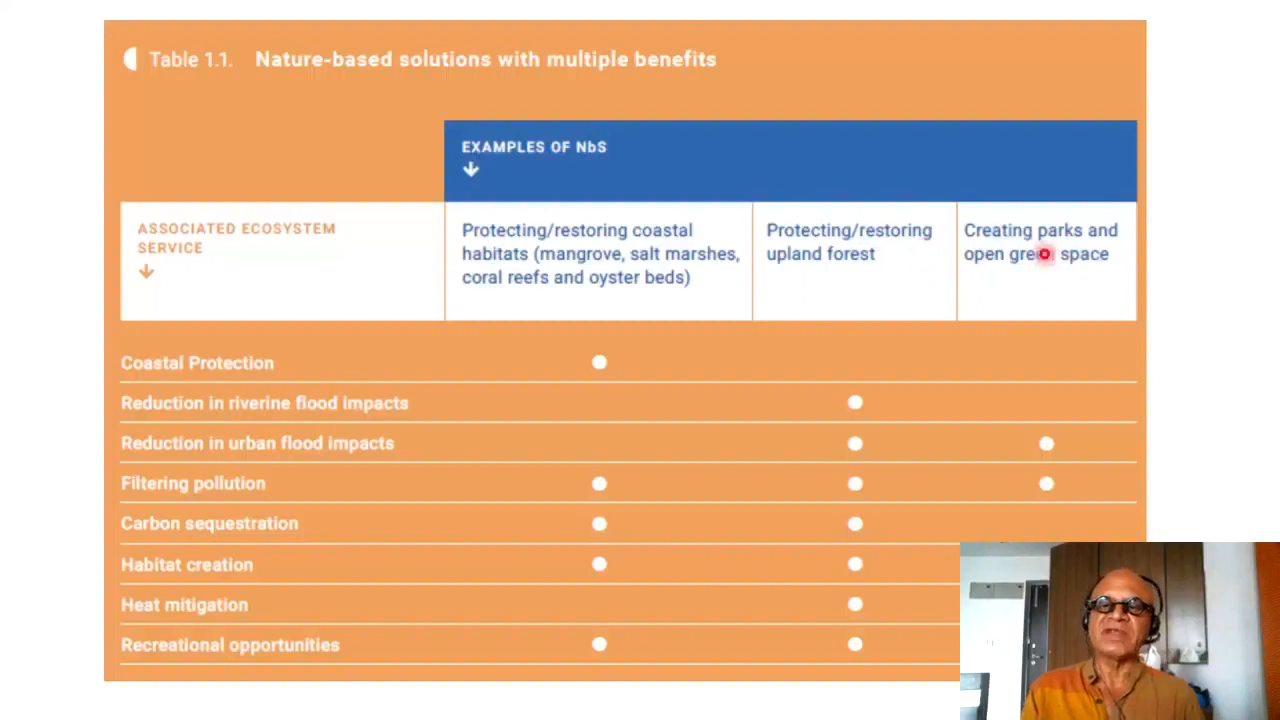 Table 1.1. Nature-based solutions with multiple benefits
EXAMPLES OF NbS
ASSOCIATED ECOSYSTEM
SERVICE
Protecting/restoring coastal
habitats (mangrove, salt marshes,
coral reefs and oyster beds)
Protecting/restoring
upland forest
Creating parks and
open green space
Coastal Protection
Reduction in riverine flood impacts
Reduction in urban flood impacts
Filtering pollution
Carbon sequestration
Habitat creation
Heat mitigation
Recreational opportunities